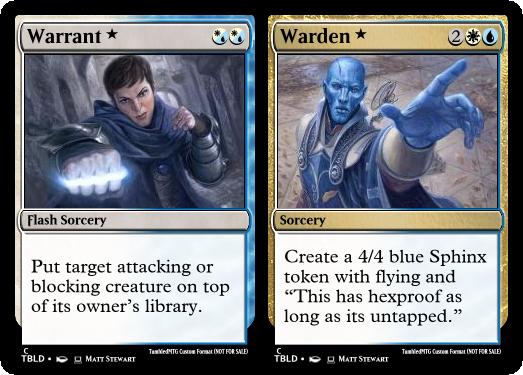 Warrant ★
Flash Sorcery
Put target attacking or
blocking creature on top
of its owner's library.
C
TBLD • MATT STEWART
TumbledMTG Custom Format (NOT FOR SALE)
Warden ★
2
Sorcery
Create a 4/4 blue Sphinx
token with flying and
“This has hexproof as
long as its untapped.”
C
TBLD • MATT STEWART
TumbledMTG Custom Format (NOT FOR SALE)